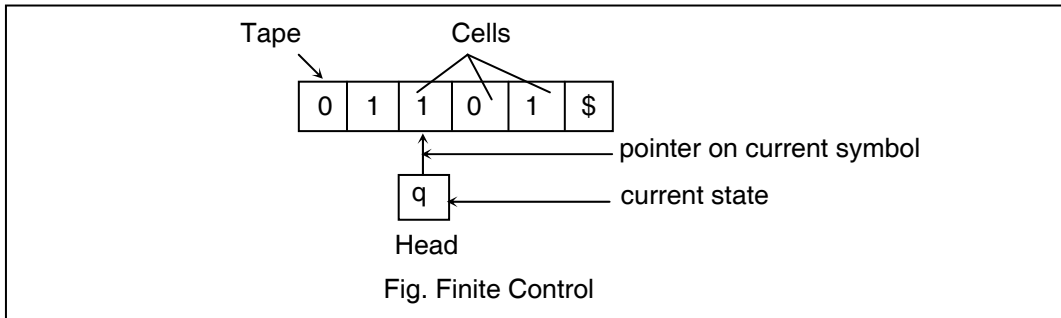 Tape Cells
0 1 1 0 1 $
pointer on current symbol
q current state
Head
Fig. Finite Control